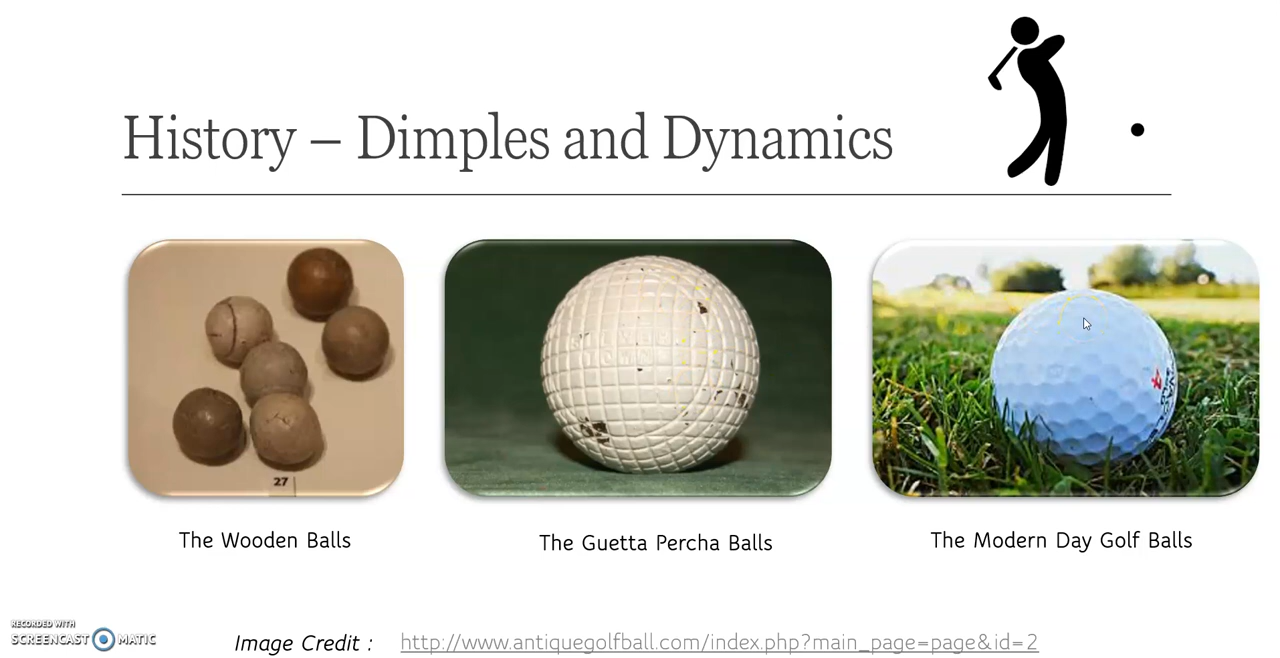 History – Dimples and Dynamics
27
The Wooden Balls
The Guetta Percha Balls
The Modern Day Golf Balls
RECORDED WITH
SCREENCAST MATIC
Image Credit : http://www.antiquegolfball.com/index.php?main_page=page&id=2